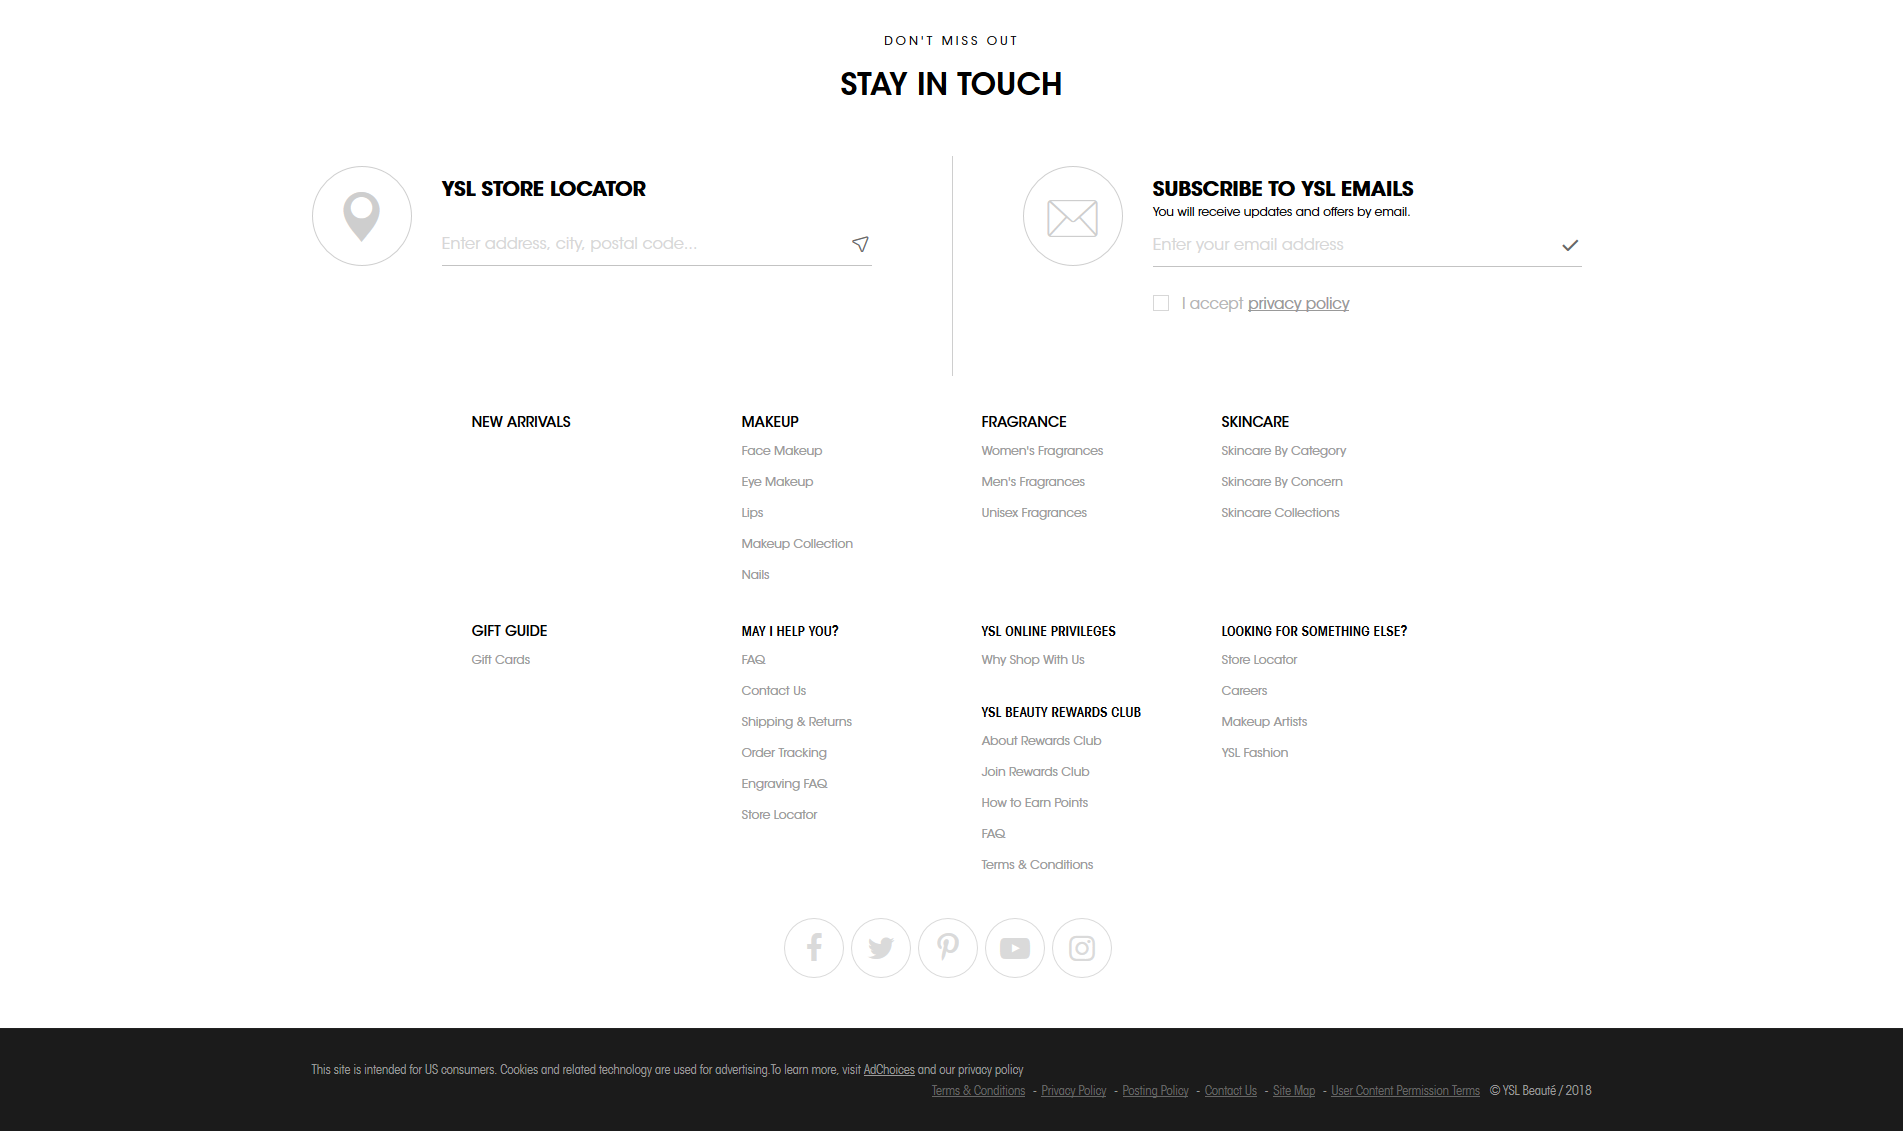 DON'T MISS OUT
STAY IN TOUCH
YSL STORE LOCATOR
Enter address, city, postal code...
SUBSCRIBE TO YSL EMAILS
You will receive updates and offers by email.
Enter your email address
I accept privacy policy
NEW ARRIVALS
MAKEUP
Face Makeup
Eye Makeup
Lips
Makeup Collection
Nails
FRAGRANCE
Women's Fragrances
Men's Fragrances
Unisex Fragrances
SKINCARE
Skincare By Category
Skincare By Concern
Skincare Collections
GIFT GUIDE
Gift Cards
MAY I HELP YOU?
FAQ
Contact Us
Shipping & Returns
Order Tracking
Engraving FAQ
Store Locator
YSL ONLINE PRIVILEGES
Why Shop With Us
YSL BEAUTY REWARDS CLUB
About Rewards Club
Join Rewards Club
How to Earn Points
FAQ
Terms & Conditions
LOOKING FOR SOMETHING ELSE?
Store Locator
Careers
Makeup Artists
YSL Fashion
This site is intended for US consumers. Cookies and related technology are used for advertising.To learn more, visit AdChoices and our privacy policy
Terms & Conditions - Privacy Policy - Posting Policy - Contact Us - Site Map - User Content Permission Terms © YSL Beauté / 2018